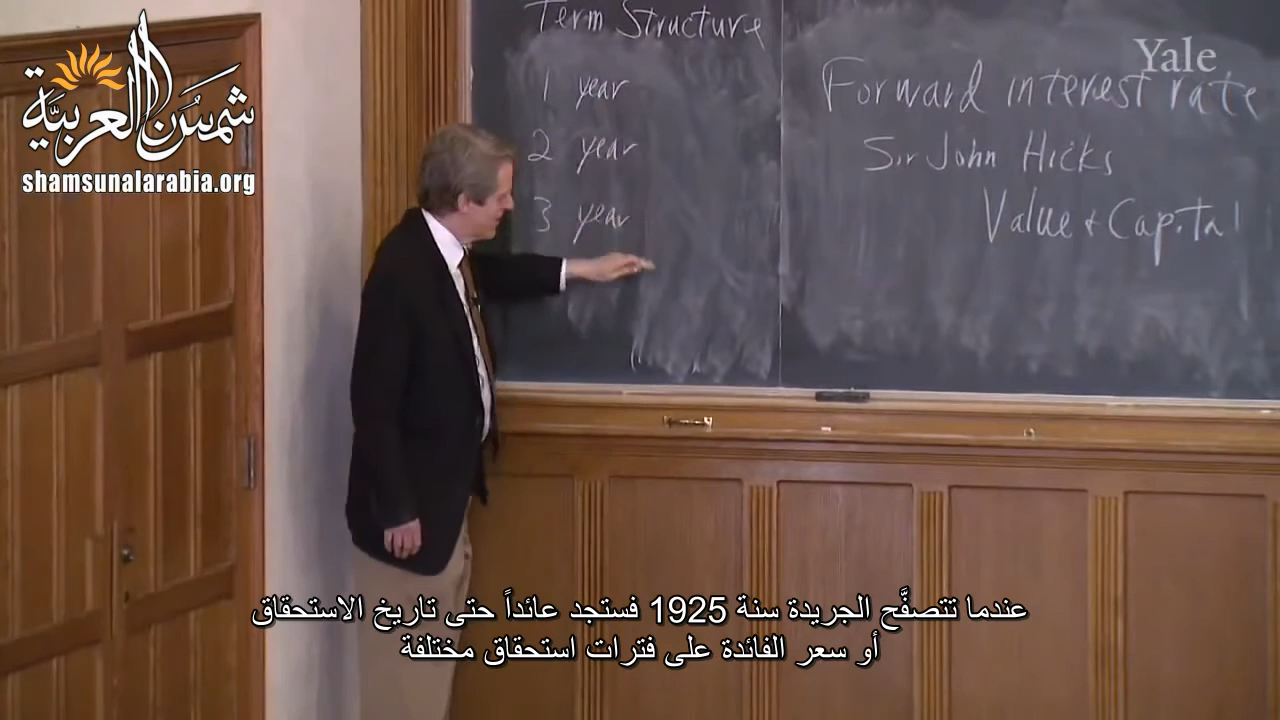 شمسُنا العربيَّة
shamsunalarabia.org
Yale
Term Structure
1 year
2 year
3 year
Forward interest rate
Sir John Hicks
Value & Capital
عندما تتصفَّح الجريدة سنة 1925 فستجد عائداً حتى تاريخ الاستحقاق
أو سعر الفائدة على فترات استحقاق مختلفة